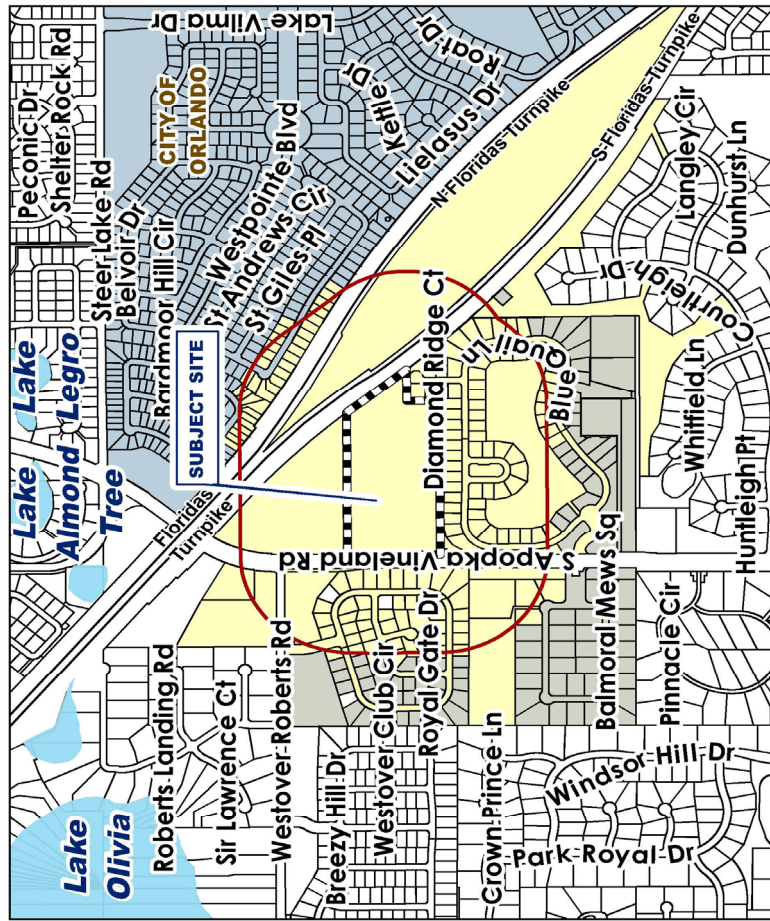 Peconic Dr
Shelter Rock Rd
Steer Lake Rd
Belvoir Dr
Bardmoor Hill Cir
CITY OF
ORLANDO
Lake Vilma Dr
Westpointe Blvd
St Andrews Cir
St Giles Pl
Kettle Dr
Roat Dr
Lielasus Dr
N Floridas Turnpike
S Floridas Turnpike
Lake
Legro
Lake
Almond
Tree
SUBJECT SITE
Floridas
Turnpike
Diamond Ridge Ct
Blue
Quail Ln
S Apopka Vineland Rd
Langley Cir
Dunhurst Ln
Courtleigh Dr
Whitfield Ln
Huntleigh Pt
Balmoral Mews Sq
Pinnacle Cir
Lake
Olivia
Roberts Landing Rd
Sir Lawrence Ct
Westover Roberts Rd
Breezy Hill Dr
Westover Club Cir
Royal Gate Dr
Crown Prince Ln
Windsor Hill Dr
Park Royal Dr